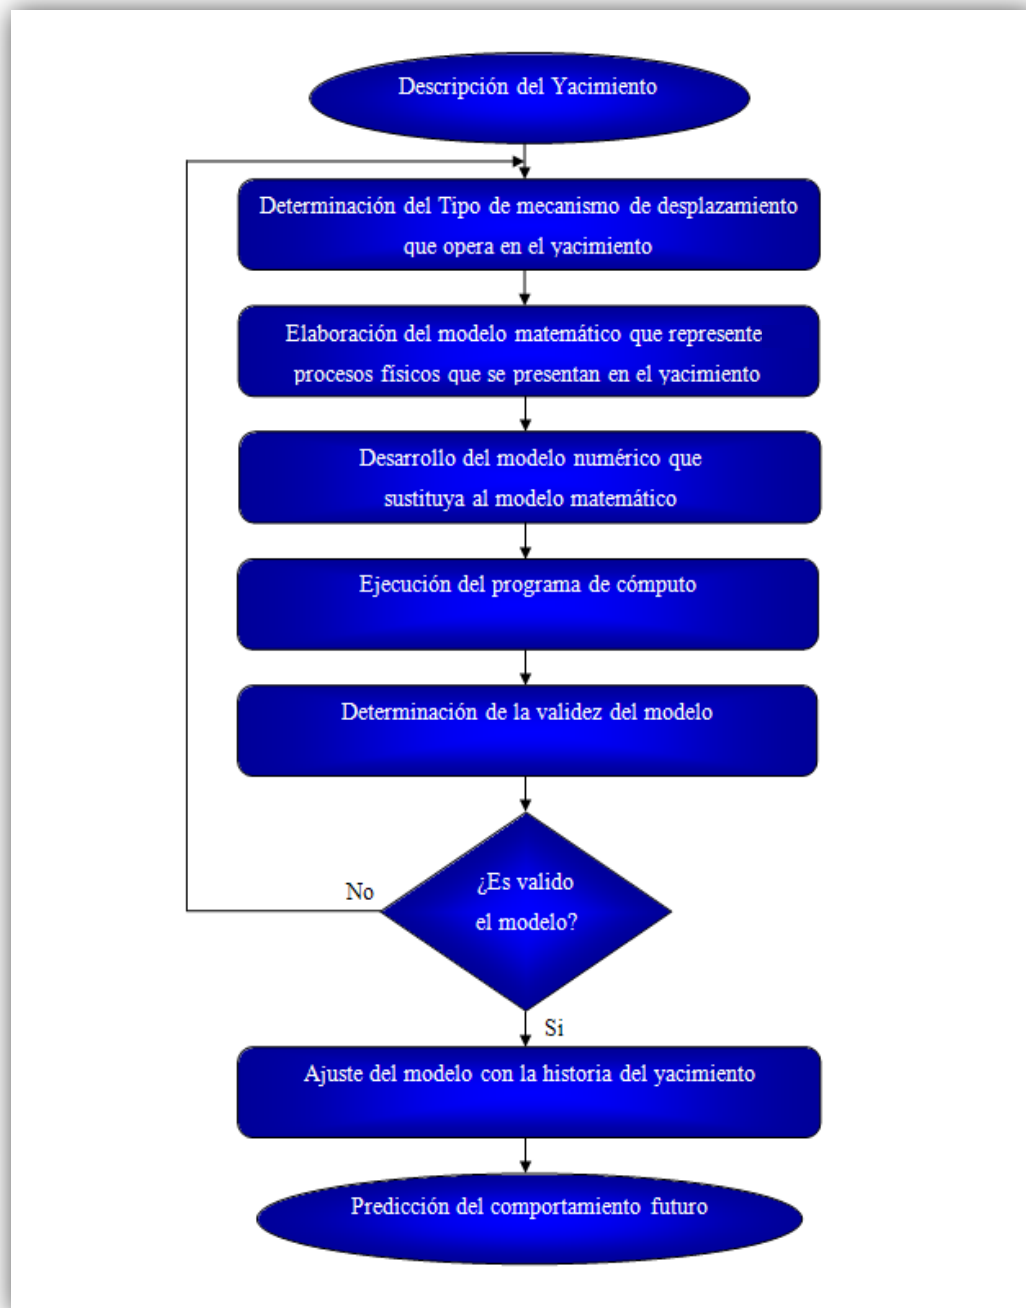 Descripción del Yacimiento
Determinación del Tipo de mecanismo de desplazamiento
que opera en el yacimiento
Elaboración del modelo matemático que represente
procesos físicos que se presentan en el yacimiento
Desarrollo del modelo numérico que
sustituya al modelo matemático
Ejecución del programa de cómputo
Determinación de la validez del modelo
¿Es valido
el modelo?
No
Si
Ajuste del modelo con la historia del yacimiento
Predicción del comportamiento futuro